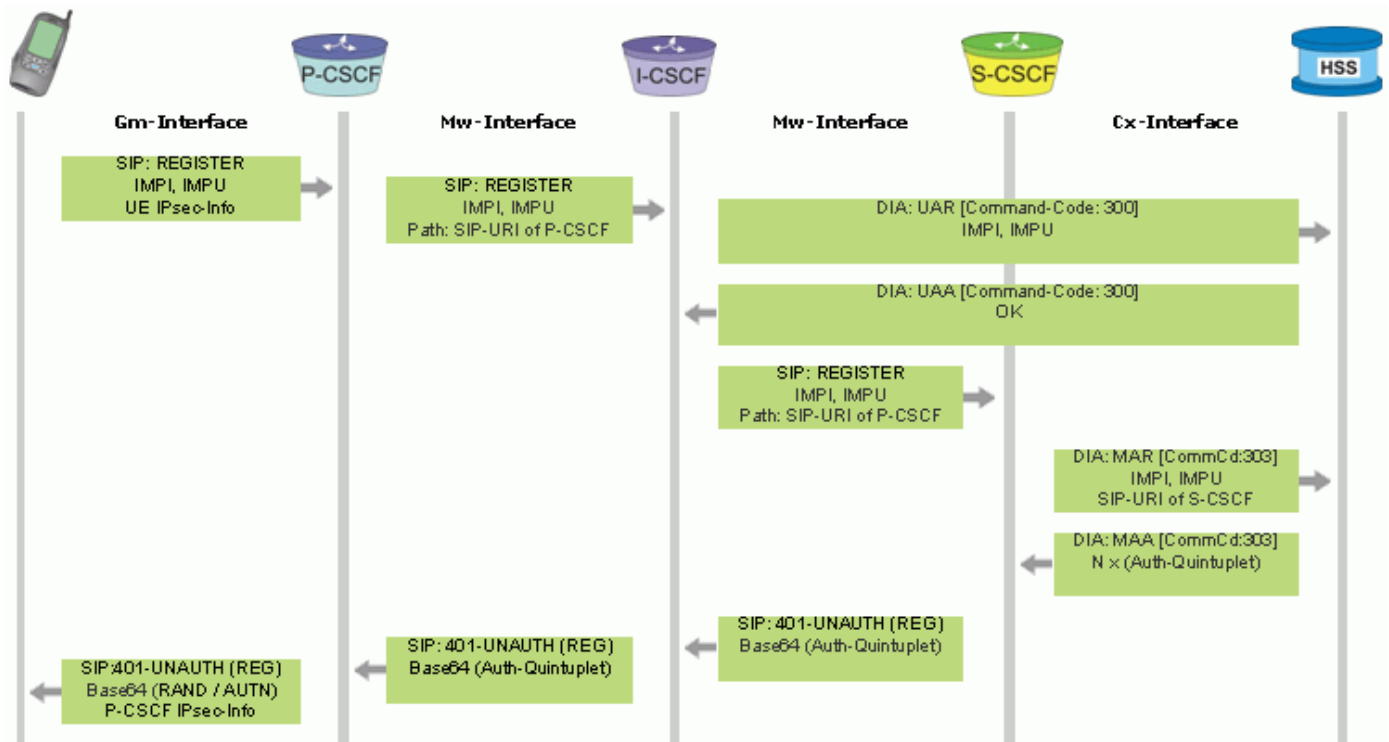 P-CSCF
I-CSCF
S-CSCF
HSS
Gm-Interface
Mw-Interface
Mw-Interface
Cx-Interface
SIP: REGISTER
IMPI, IMPU
UE IPsec-Info
SIP: REGISTER
IMPI, IMPU
Path: SIP-URI of P-CSCF
DIA: UAR [Command-Code: 300]
IMPI, IMPU
DIA: UAA [Command-Code: 300]
OK
SIP: REGISTER
IMPI, IMPU
Path: SIP-URI of P-CSCF
DIA: MAR [CommCd:303]
IMPI, IMPU
SIP-URI of S-CSCF
DIA: MAA [CommCd:303]
N x (Auth-Quintuplet)
SIP: 401-UNAUTH (REG)
Base64 (Auth-Quintuplet)
SIP: 401-UNAUTH (REG)
Base64 (Auth-Quintuplet)
SIP:401-UNAUTH (REG)
Base64 (RAND / AUTN)
P-CSCF IPsec-Info